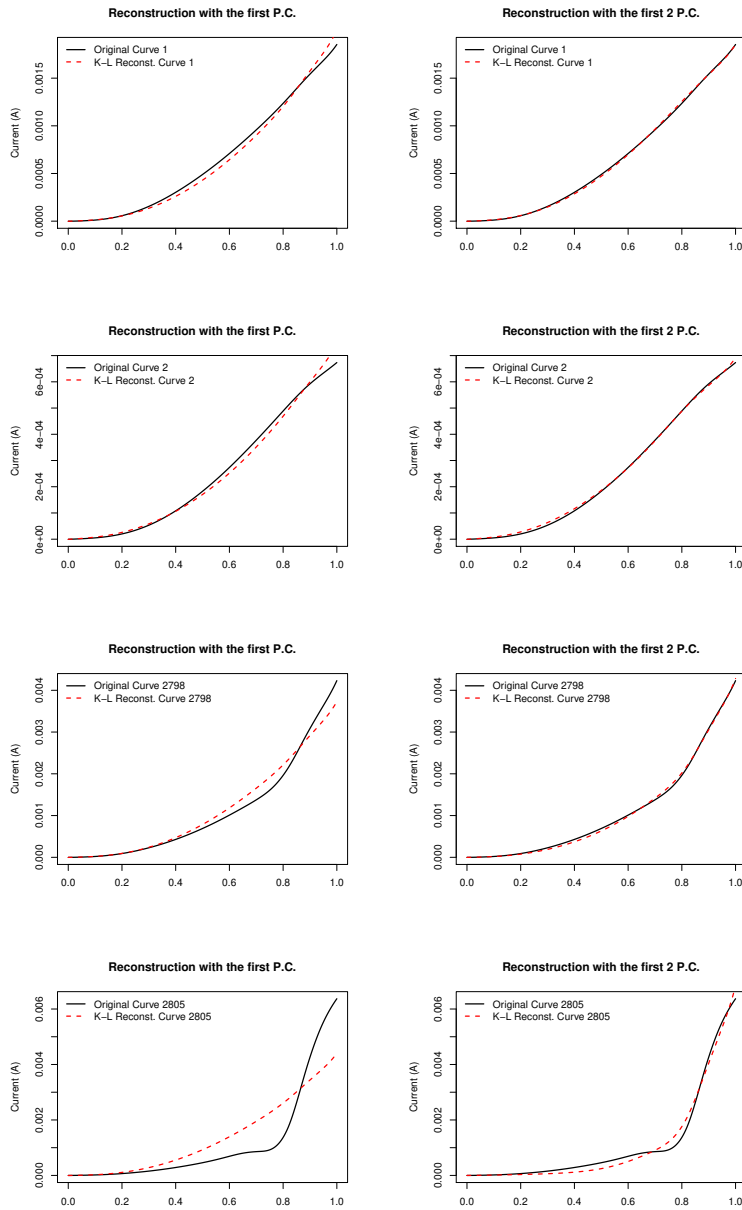 Reconstruction with the first P.C.
Original Curve 1
K−L Reconst. Curve 1
Current (A)
0.0015
0.0010
0.0005
0.0000
0.0 0.2 0.4 0.6 0.8 1.0
Reconstruction with the first 2 P.C.
Original Curve 1
K−L Reconst. Curve 1
Current (A)
0.0015
0.0010
0.0005
0.0000
0.0 0.2 0.4 0.6 0.8 1.0
Reconstruction with the first P.C.
Original Curve 2
K−L Reconst. Curve 2
Current (A)
6e−04
4e−04
2e−04
0e+00
0.0 0.2 0.4 0.6 0.8 1.0
Reconstruction with the first 2 P.C.
Original Curve 2
K−L Reconst. Curve 2
Current (A)
6e−04
4e−04
2e−04
0e+00
0.0 0.2 0.4 0.6 0.8 1.0
Reconstruction with the first P.C.
Original Curve 2798
K−L Reconst. Curve 2798
Current (A)
0.004
0.003
0.002
0.001
0.000
0.0 0.2 0.4 0.6 0.8 1.0
Reconstruction with the first 2 P.C.
Original Curve 2798
K−L Reconst. Curve 2798
Current (A)
0.004
0.003
0.002
0.001
0.000
0.0 0.2 0.4 0.6 0.8 1.0
Reconstruction with the first P.C.
Original Curve 2805
K−L Reconst. Curve 2805
Current (A)
0.006
0.004
0.002
0.000
0.0 0.2 0.4 0.6 0.8 1.0
Reconstruction with the first 2 P.C.
Original Curve 2805
K−L Reconst. Curve 2805
Current (A)
0.006
0.004
0.002
0.000
0.0 0.2 0.4 0.6 0.8 1.0